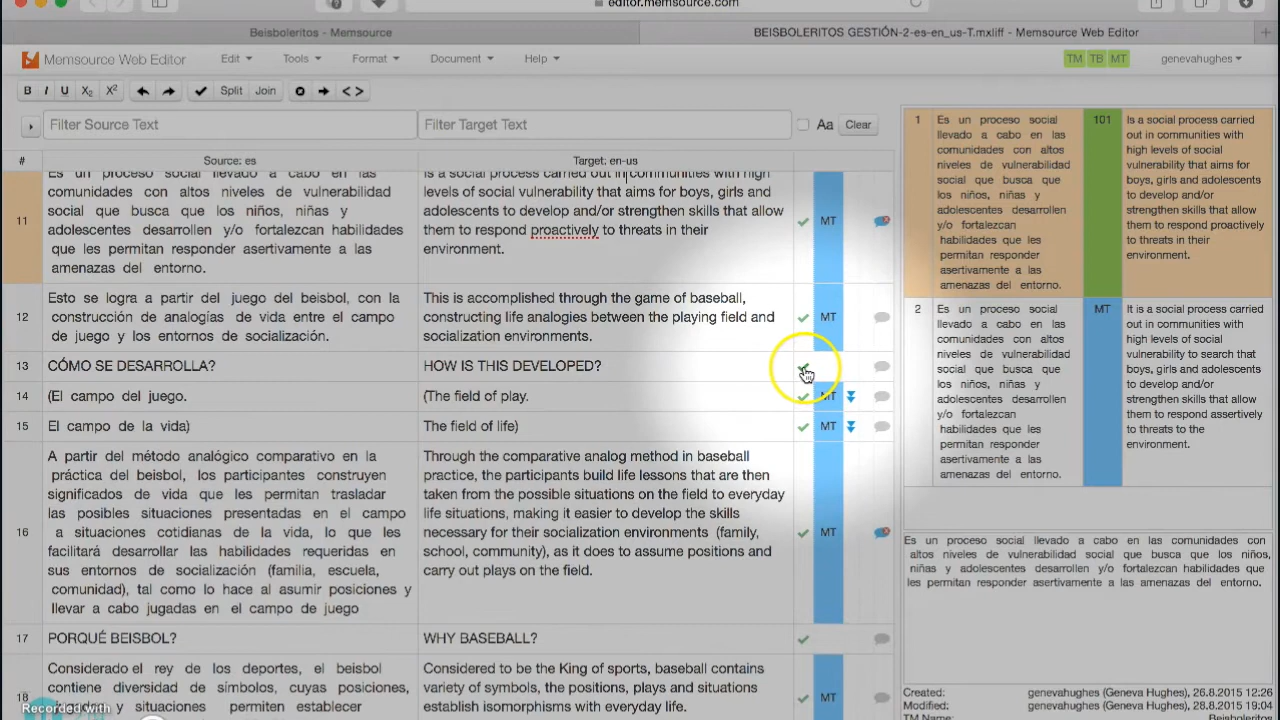 editor.memsource.com
Beisboleritos - Memsource
BEISBOLERITOS GESTIÓN-2-es-en_us-T.mxliff - Memsource Web Editor
Memsource Web Editor
Edit
Tools
Format
Document
Help
TM
TB
MT
genevahughes
B I U X₂ X² Split Join < >
Filter Source Text
Filter Target Text
Aa
Clear
#
Source: es
Target: en-us
11
Es un proceso social llevado a cabo en las
comunidades con altos niveles de vulnerabilidad
social que busca que los niños, niñas y
adolescentes desarrollen y/o fortalezcan habilidades
que les permitan responder asertivamente a las
amenazas del entorno.
Is a social process carried out in communities with high
levels of social vulnerability that aims for boys, girls and
adolescents to develop and/or strengthen skills that allow
them to respond proactively to threats in their
environment.
MT
12
Esto se logra a partir del juego del beisbol, con la
construcción de analogías de vida entre el campo
de juego y los entornos de socialización.
This is accomplished through the game of baseball,
constructing life analogies between the playing field and
socialization environments.
MT
13
CÓMO SE DESARROLLA?
HOW IS THIS DEVELOPED?
14
(El campo del juego.
(The field of play.
MT
15
El campo de la vida)
The field of life)
MT
16
A partir del método analógico comparativo en la
práctica del beisbol, los participantes construyen
significados de vida que les permitan trasladar
las posibles situaciones presentadas en el campo
a situaciones cotidianas de la vida, lo que les
facilitará desarrollar las habilidades requeridas en
sus entornos de socialización (familia, escuela,
comunidad), tal como lo hace al asumir posiciones y
llevar a cabo jugadas en el campo de juego
Through the comparative analog method in baseball
practice, the participants build life lessons that are then
taken from the possible situations on the field to everyday
life situations, making it easier to develop the skills
necessary for their socialization environments (family,
school, community), as it does to assume positions and
carry out plays on the field.
MT
17
PORQUÉ BEISBOL?
WHY BASEBALL?
18
Considerado el rey de los deportes, el beisbol
contiene diversidad de símbolos, cuyas posiciones,
y situaciones permiten establecer
Considered to be the King of sports, baseball contains
variety of symbols, the positions, plays and situations
establish isomorphisms with everyday life.
MT
1
Es un proceso social
llevado a cabo en las
comunidades con altos
niveles de vulnerabilidad
social que busca que
los niños, niñas y
adolescentes desarrollen
y/o fortalezcan
habilidades que les
permitan responder
asertivamente a las
amenazas del entorno.
101
Is a social process carried
out in communities with
high levels of social
vulnerability that aims for
boys, girls and adolescents
to develop and/or
strengthen skills that allow
them to respond proactively
to threats in their
environment.
2
Es un proceso social
llevado a cabo en las
comunidades con altos
niveles de vulnerabilidad
social que busca que
los niños, niñas y
adolescentes desarrollen
y/o fortalezcan
habilidades que les
permitan responder
asertivamente a las
amenazas del entorno.
MT
It is a social process carried
out in communities with
high levels of social
vulnerability to search that
boys, girls and adolescents
to develop and/or
strengthen skills that allow
them to respond assertively
to threats to the
environment.
Es un proceso social llevado a cabo en las comunidades con
altos niveles de vulnerabilidad social que busca que los niños,
niñas y adolescentes desarrollen y/o fortalezcan habilidades que
les permitan responder asertivamente a las amenazas del entorno.
Created: genevahughes (Geneva Hughes), 26.8.2015 12:26
Modified: genevahughes (Geneva Hughes), 26.8.2015 19:04
TM Name: Beisboleritos
Recorded with